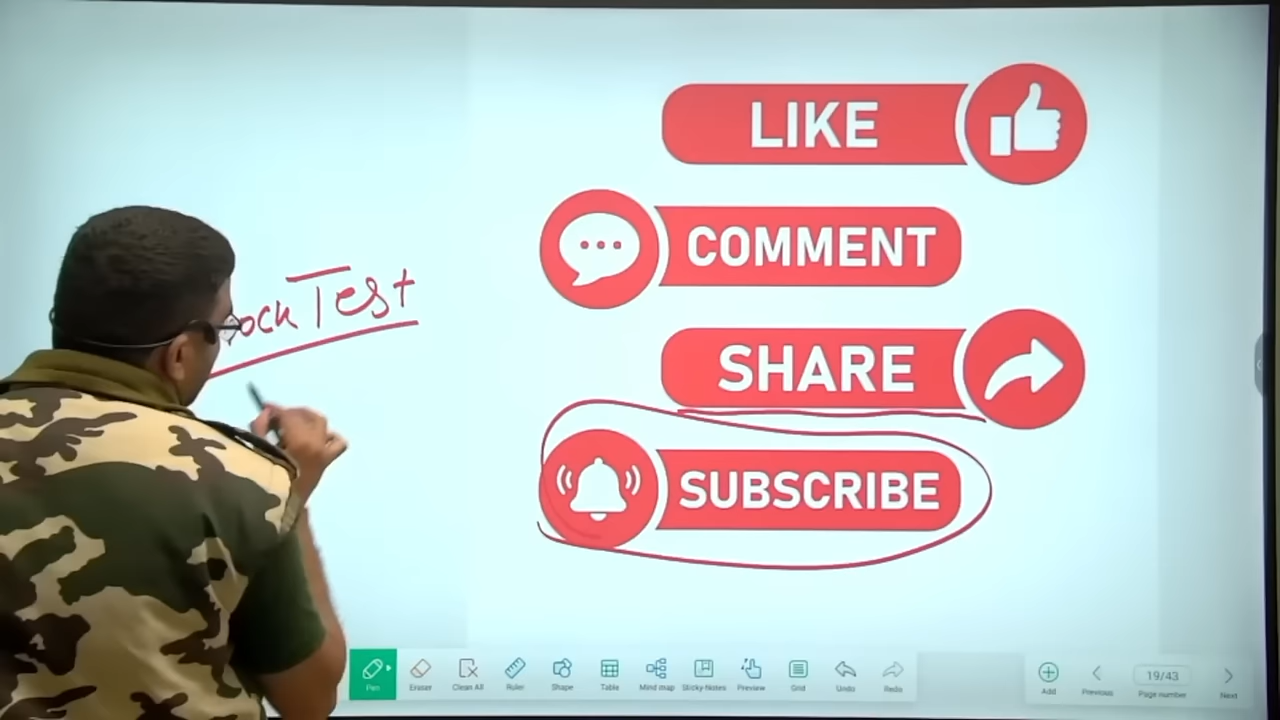 LIKE
COMMENT
ock Test
SHARE
SUBSCRIBE
Pen
Eraser
Clean All
Ruler
Shape
Table
Mind map
Sticky-Notes
Preview
Grid
Undo
Redo
Add
Previous
19/43
Page number
Next